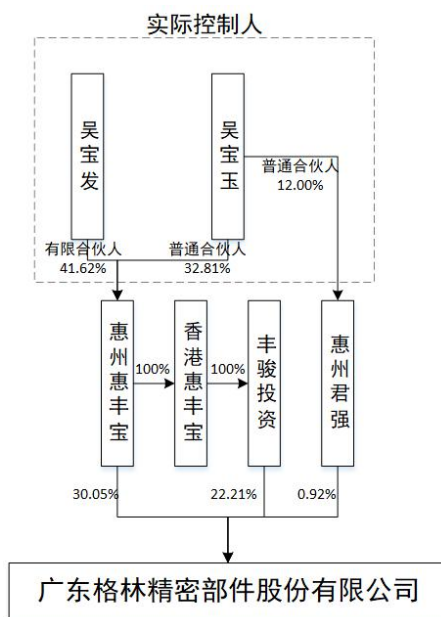 实际控制人
吴宝发
吴宝玉
普通合伙人
12.00%
有限合伙人
41.62%
普通合伙人
32.81%
惠州惠丰宝
100%
香港惠丰宝
100%
丰骏投资
惠州君强
30.05%
22.21%
0.92%
广东格林精密部件股份有限公司